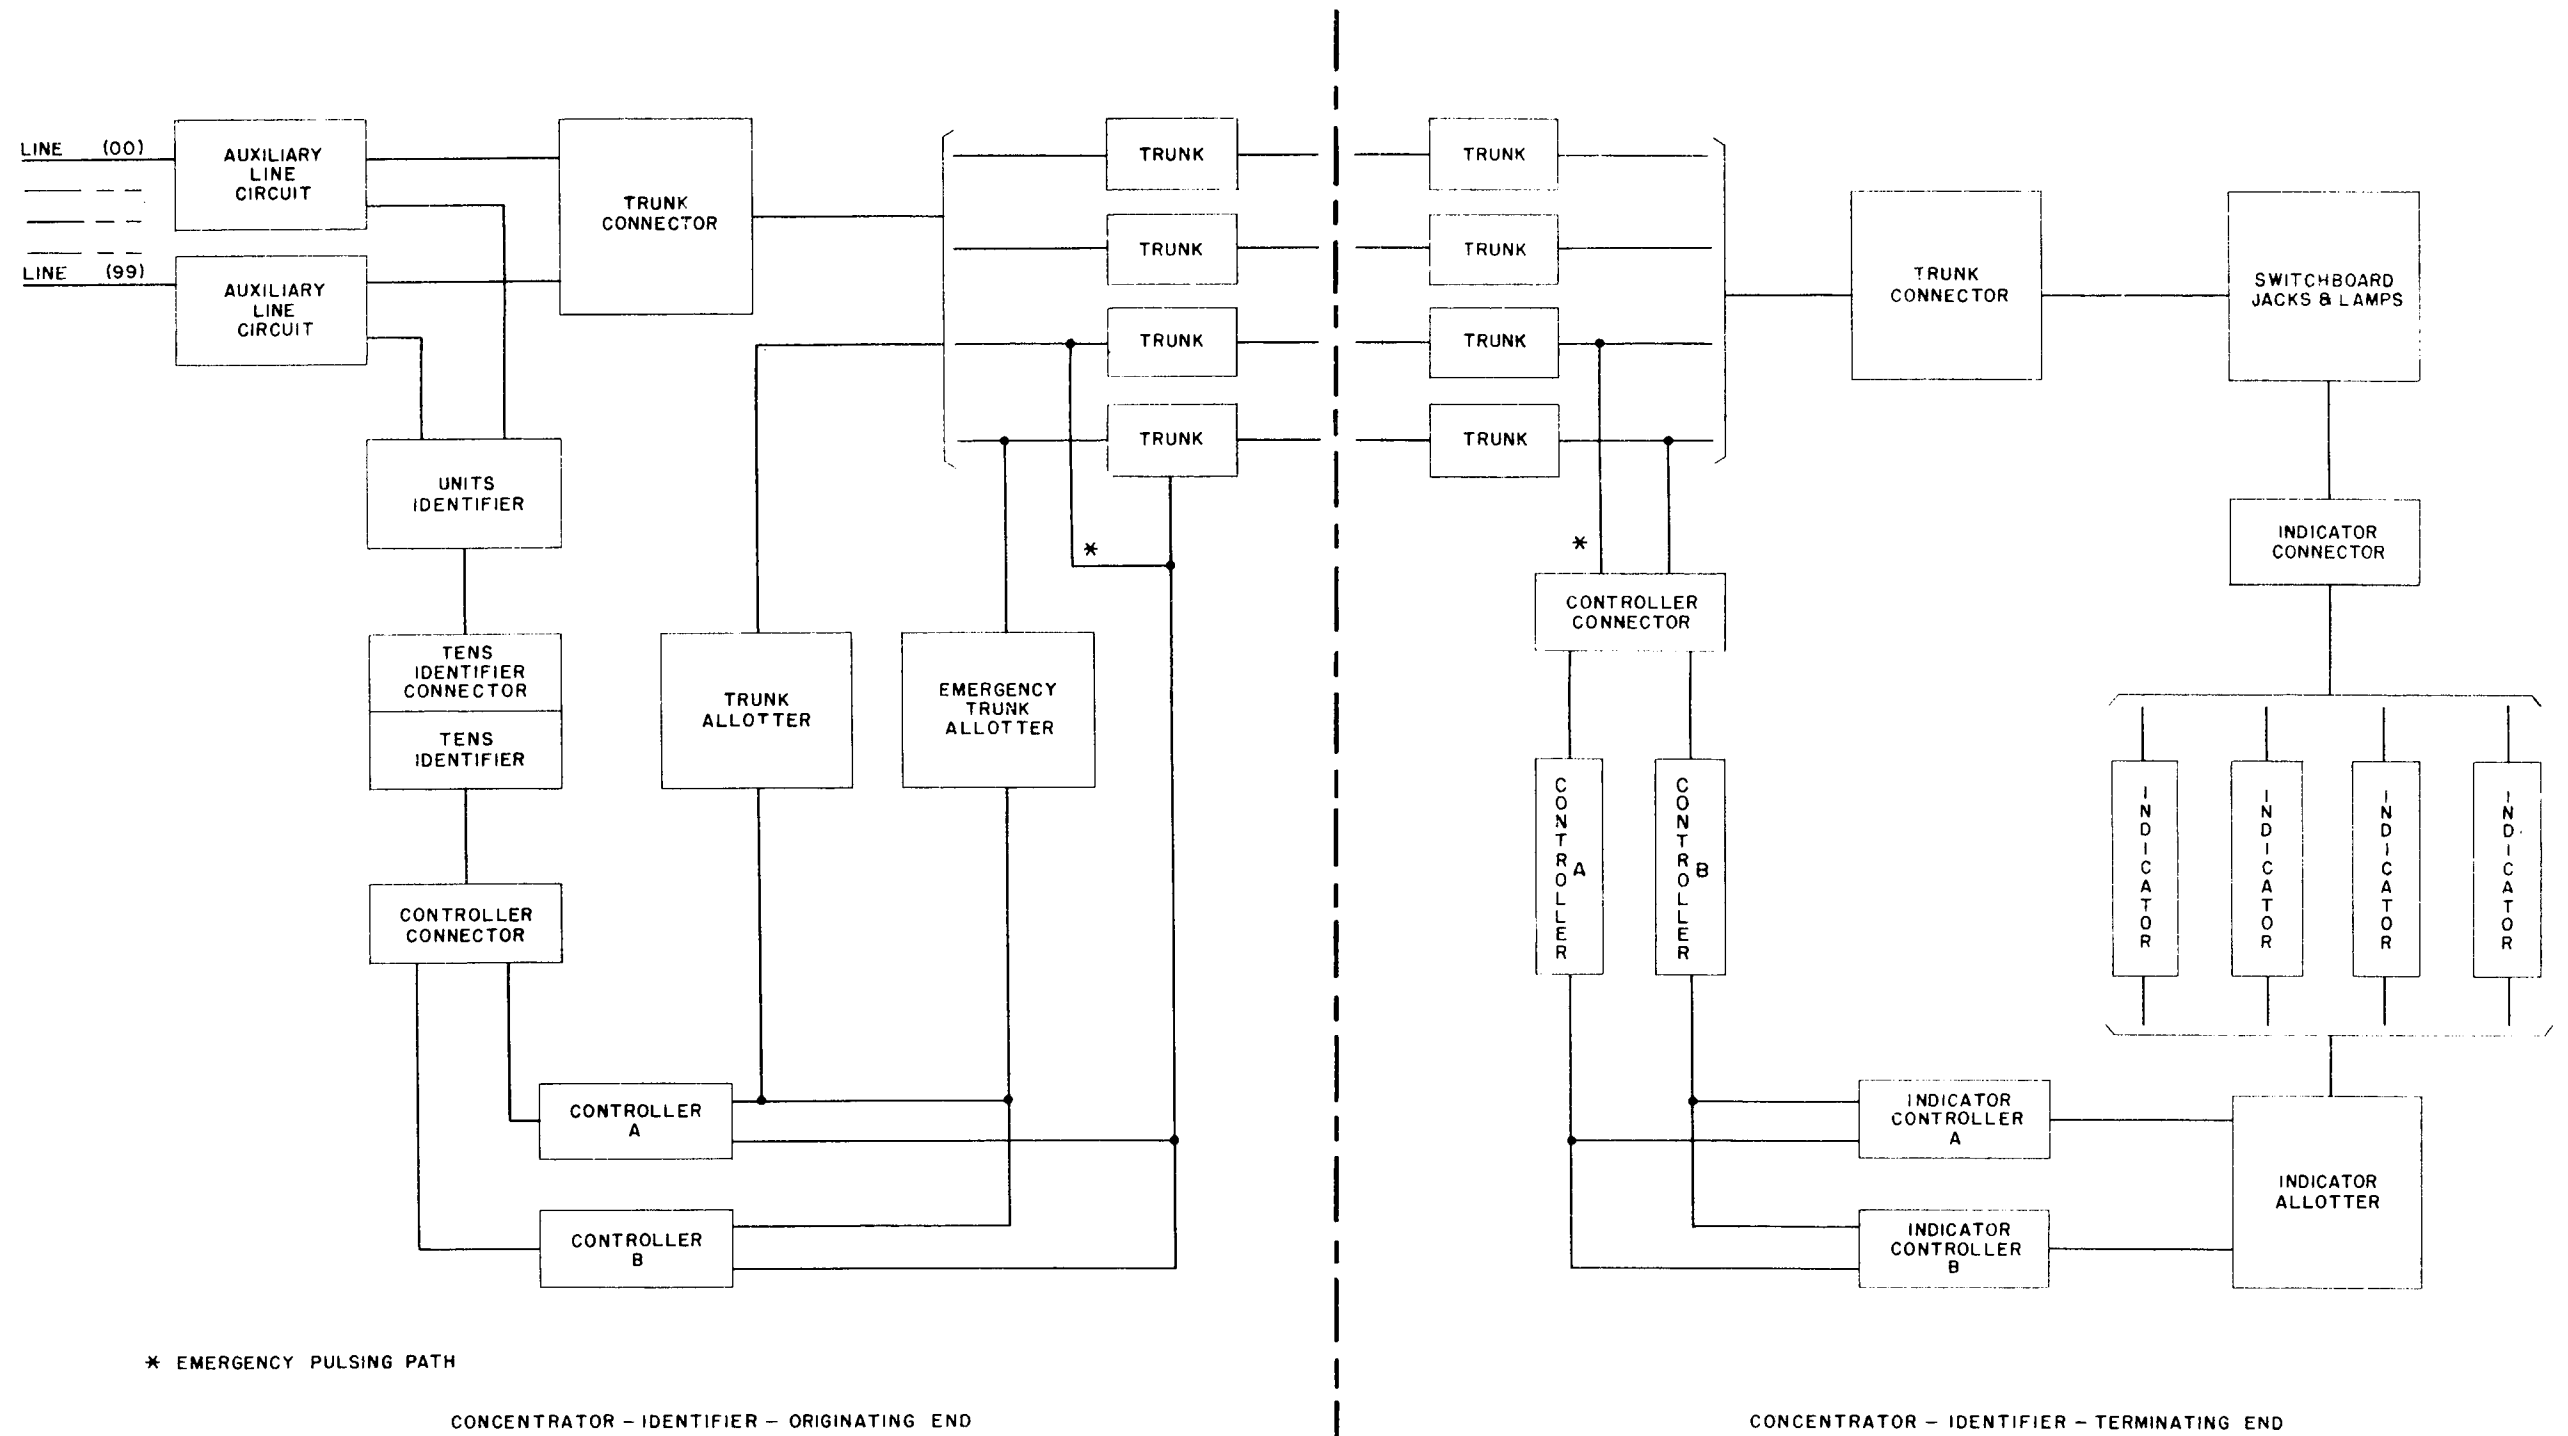 LINE (00)
LINE (99)
AUXILIARY
LINE
CIRCUIT
AUXILIARY
LINE
CIRCUIT
TRUNK
CONNECTOR
UNITS
IDENTIFIER
TENS
IDENTIFIER
CONNECTOR
TENS
IDENTIFIER
CONTROLLER
CONNECTOR
TRUNK
ALLOTTER
EMERGENCY
TRUNK
ALLOTTER
CONTROLLER
A
CONTROLLER
B
TRUNK
TRUNK
TRUNK
TRUNK
*
* EMERGENCY PULSING PATH
CONCENTRATOR – IDENTIFIER – ORIGINATING END
TRUNK
TRUNK
TRUNK
TRUNK
*
CONTROLLER
CONNECTOR
CONTROLLER A
CONTROLLER B
TRUNK
CONNECTOR
SWITCHBOARD
JACKS & LAMPS
INDICATOR
CONNECTOR
INDICATOR
INDICATOR
INDICATOR
INDICATOR
INDICATOR
CONTROLLER
A
INDICATOR
CONTROLLER
B
INDICATOR
ALLOTTER
CONCENTRATOR – IDENTIFIER – TERMINATING END